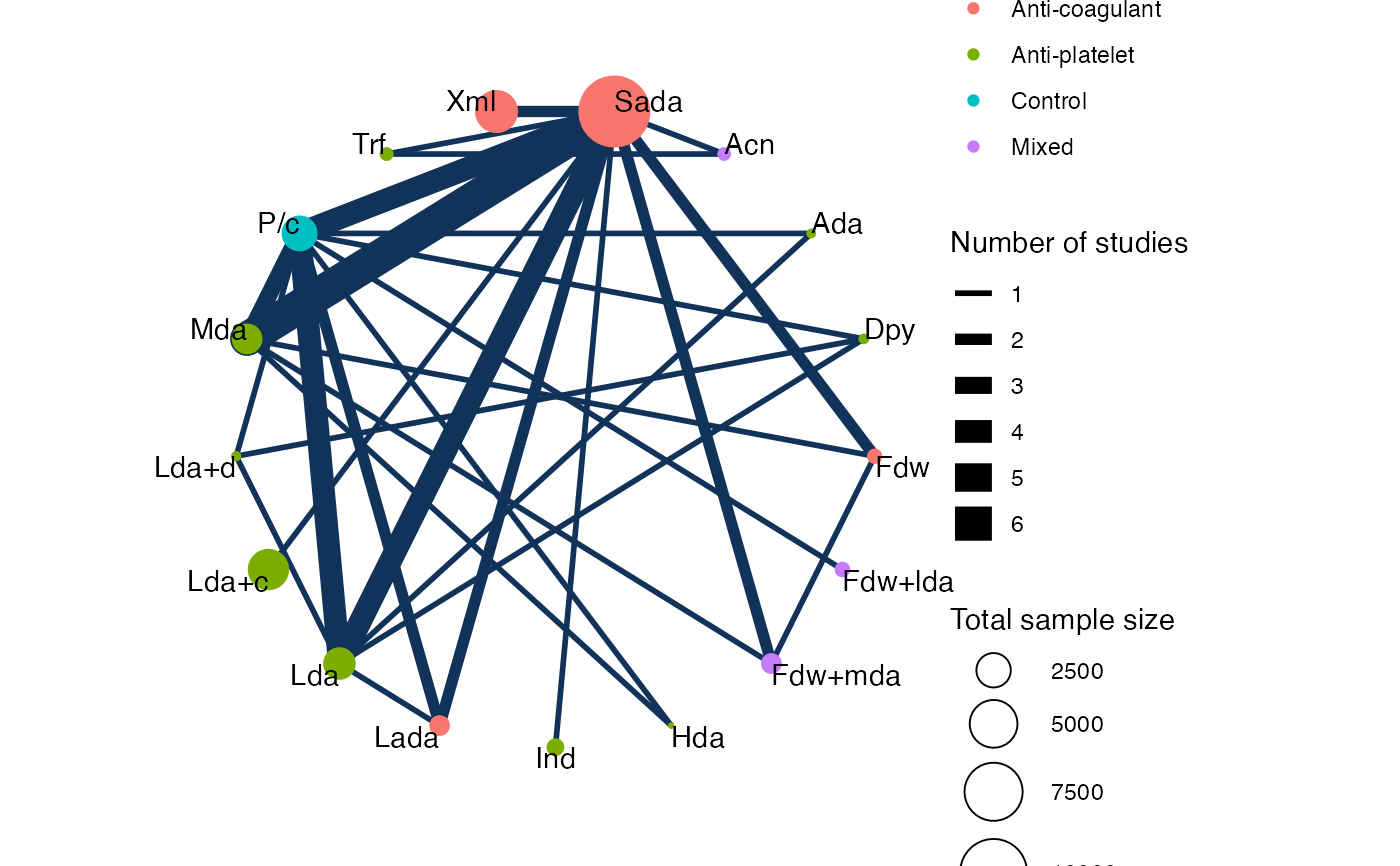 Anti-coagulant
Anti-platelet
Control
Mixed
Number of studies
1
2
3
4
5
6
Total sample size
2500
5000
7500
Xml
Sada
Trf
Acn
P/c
Ada
Mda
Dpy
Lda+d
Fdw
Lda+c
Fdw+lda
Lda
Fdw+mda
Lada
Hda
Ind